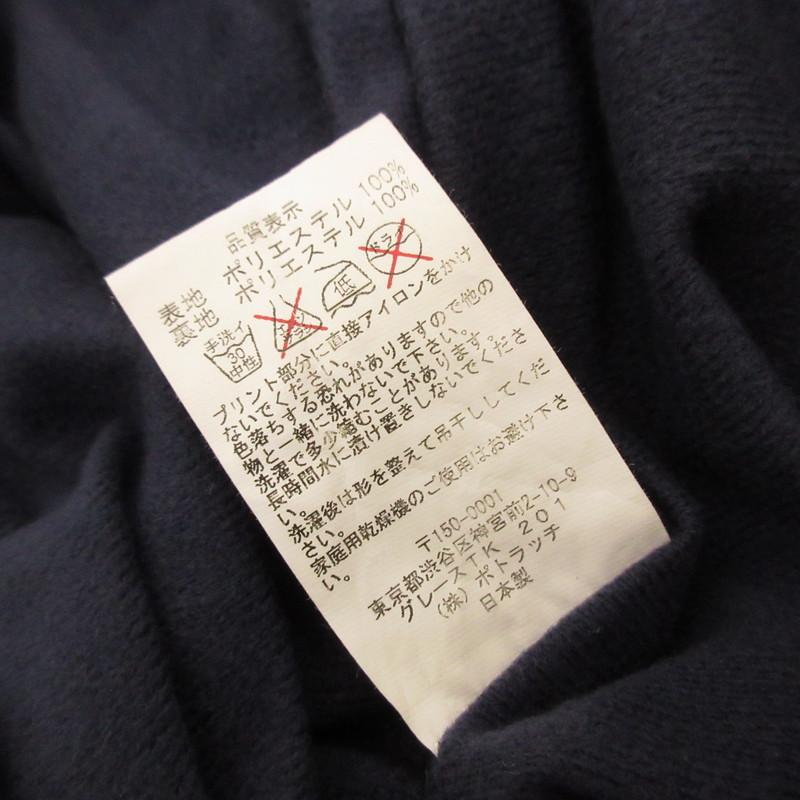 品質表示
表地 ポリエステル 100%
裏地 ポリエステル 100%
手洗イ 30 中性
エンソサラシ
低
ドライ
プリント部分に直接アイロンをかけ
ないでください。
色落ちする恐れがありますので他の
物と一緒に洗わないで下さい。
洗濯で多少縮むことがあります。
長時間水に漬け置きしないでくださ
い。
洗濯後は形を整えて吊干ししてくだ
さい。
家庭用乾燥機のご使用はお避け下さ
い。
〒150-0001
東京都渋谷区神宮前2-10-9
グレースTK 201
(株) ポトラッチ
日本製